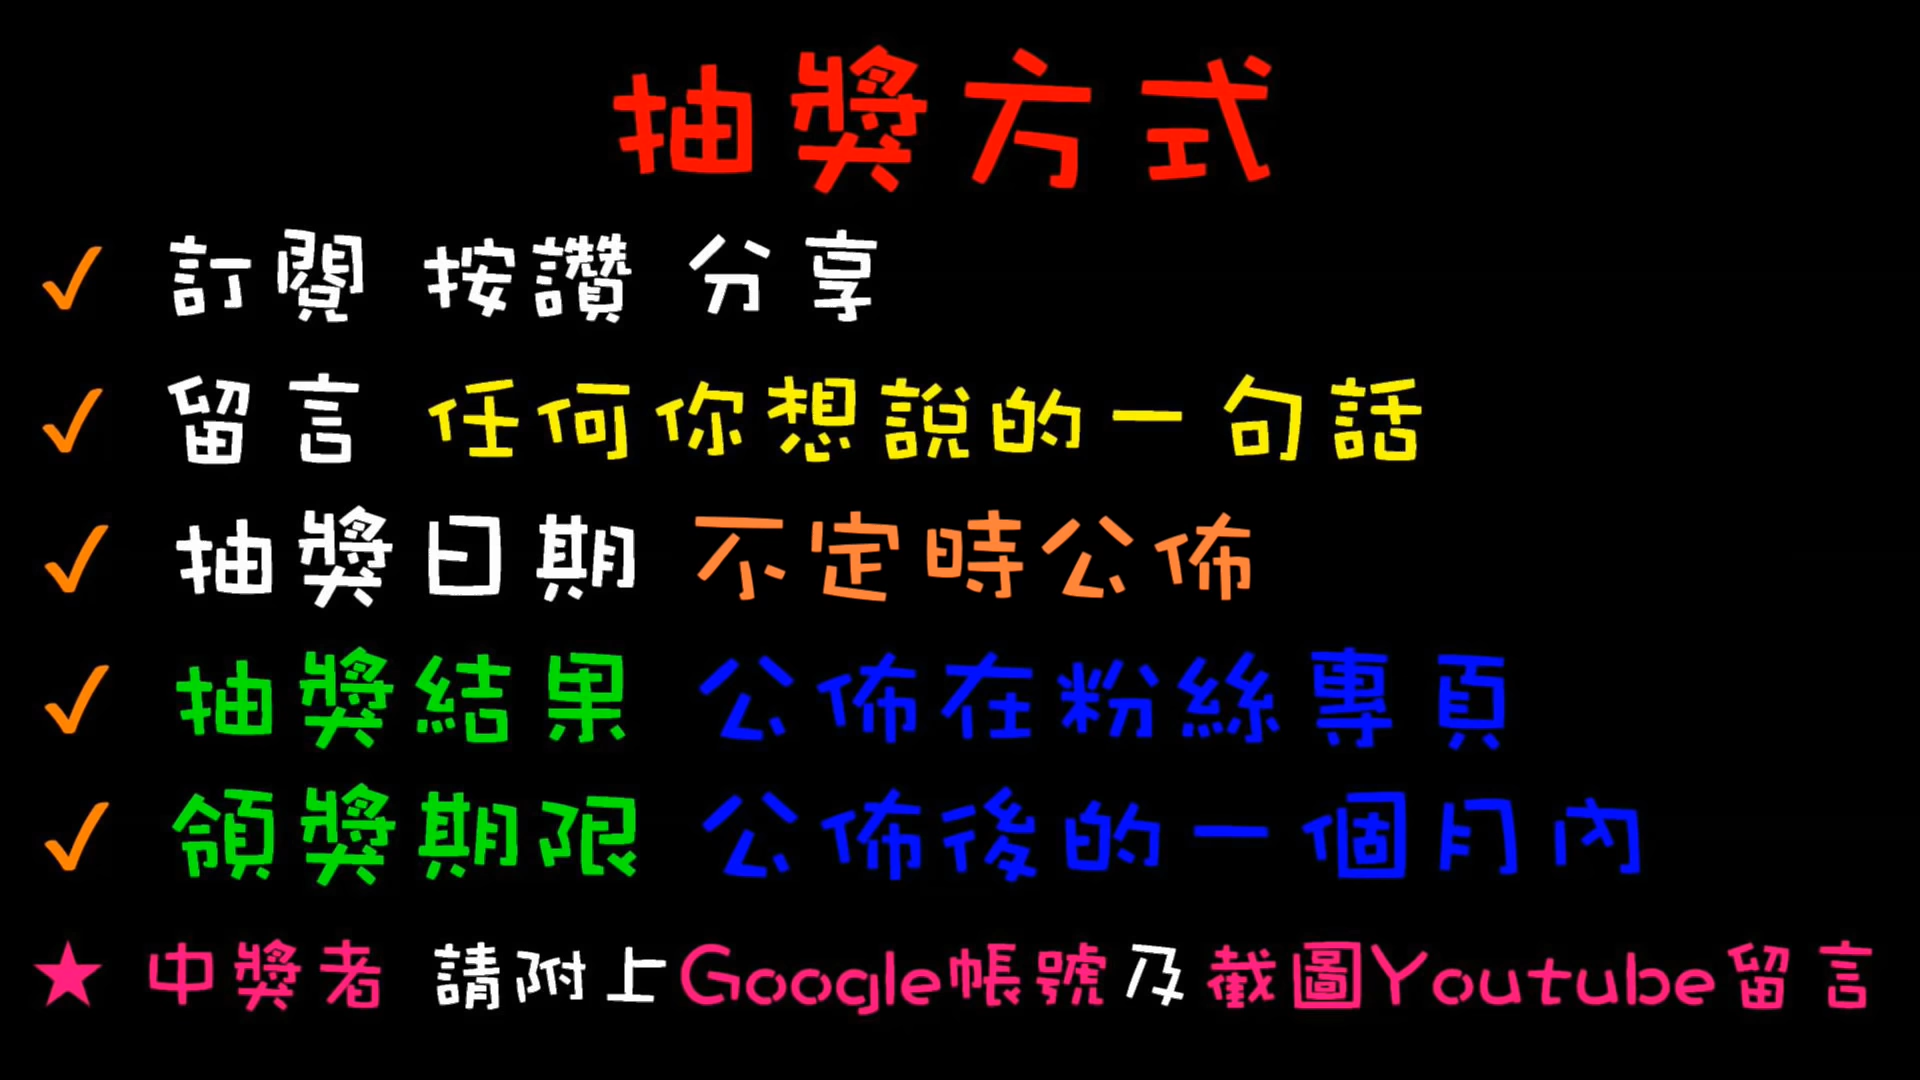 抽獎方式
✓ 訂閱 按讚 分享
✓ 留言 任何你想說的一句話
✓ 抽獎日期 不定時公佈
✓ 抽獎結果 公佈在粉絲專頁
✓ 領獎期限 公佈後的一個月內
★ 中獎者 請附上Google帳號及截圖Youtube留言